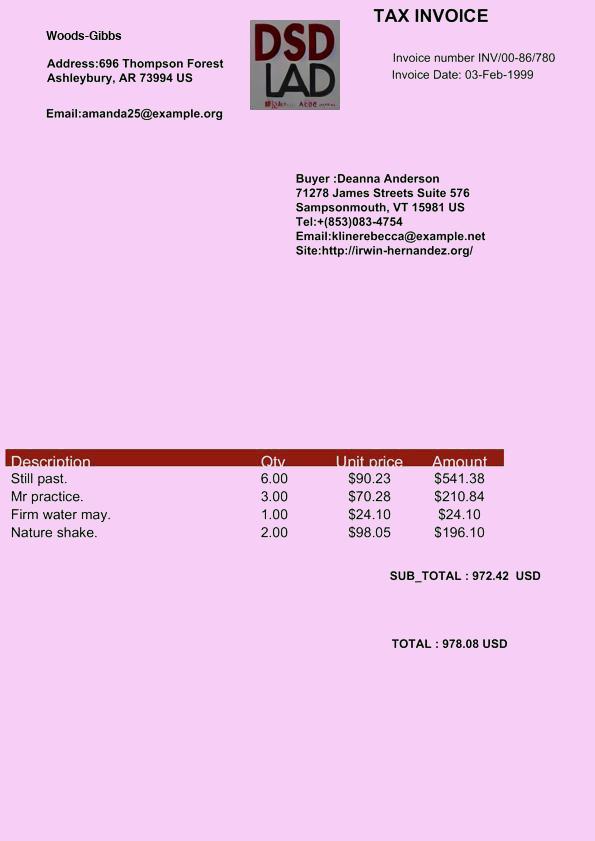 TAX INVOICE
Woods-Gibbs
Address:696 Thompson Forest
Ashleybury, AR 73994 US
Email:amanda25@example.org
DSD
LAD
Invoice number INV/00-86/780
Invoice Date: 03-Feb-1999
Buyer :Deanna Anderson
71278 James Streets Suite 576
Sampsonmouth, VT 15981 US
Tel:+(853)083-4754
Email:klinerebecca@example.net
Site:http://irwin-hernandez.org/
Description Qty Unit price Amount
Still past. 6.00 $90.23 $541.38
Mr practice. 3.00 $70.28 $210.84
Firm water may. 1.00 $24.10 $24.10
Nature shake. 2.00 $98.05 $196.10
SUB_TOTAL : 972.42 USD
TOTAL : 978.08 USD